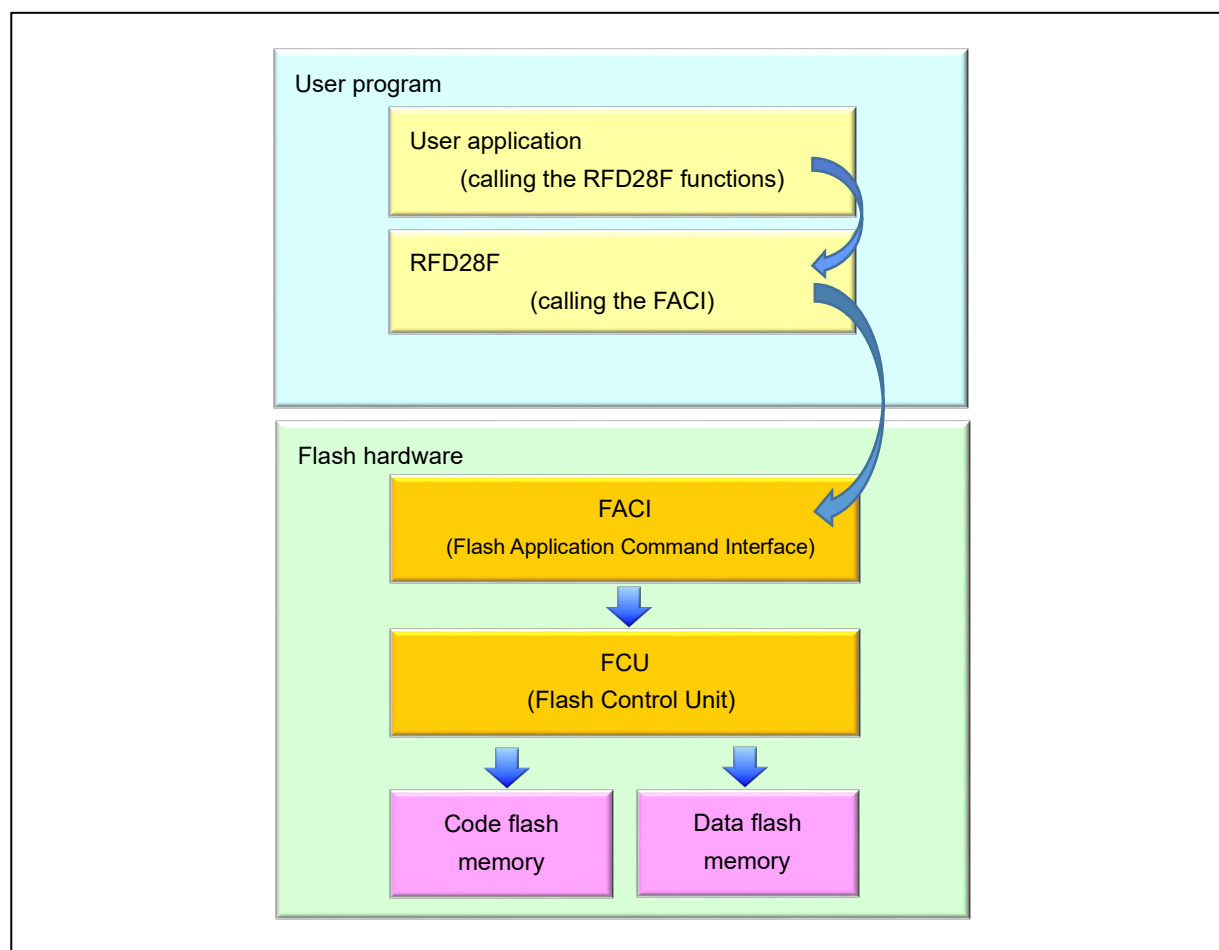 User program
User application
(calling the RFD28F functions)
RFD28F
(calling the FACI)
Flash hardware
FACI
(Flash Application Command Interface)
FCU
(Flash Control Unit)
Code flash
memory
Data flash
memory